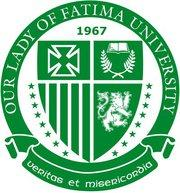 OUR LADY OF FATIMA UNIVERSITY
1967
veritas et misericordia